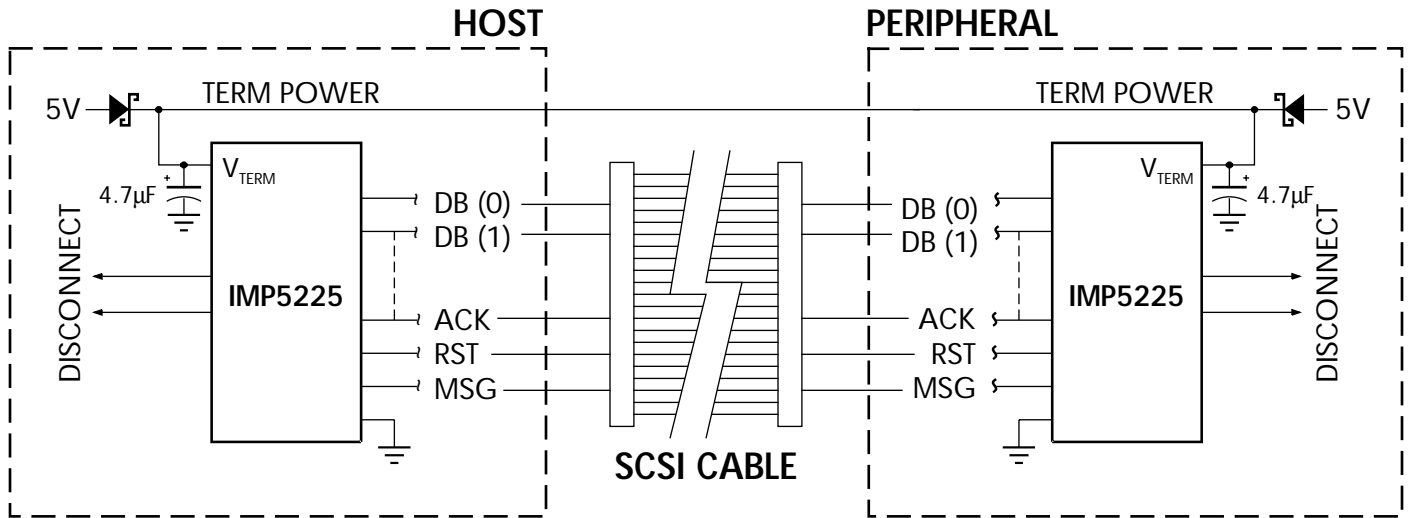 HOST
PERIPHERAL
5V
TERM POWER
TERM POWER
5V
VTERM
VTERM
+
4.7µF
+
4.7µF
DB (0)
DB (0)
DB (1)
DB (1)
DISCONNECT
IMP5225
IMP5225
DISCONNECT
ACK
ACK
RST
RST
MSG
MSG
SCSI CABLE